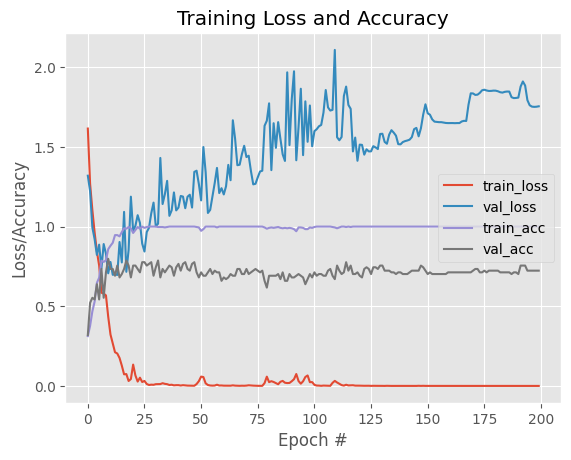 Training Loss and Accuracy
Loss/Accuracy
2.0
1.5
1.0
0.5
0.0
train_loss
val_loss
train_acc
val_acc
0 25 50 75 100 125 150 175 200
Epoch #